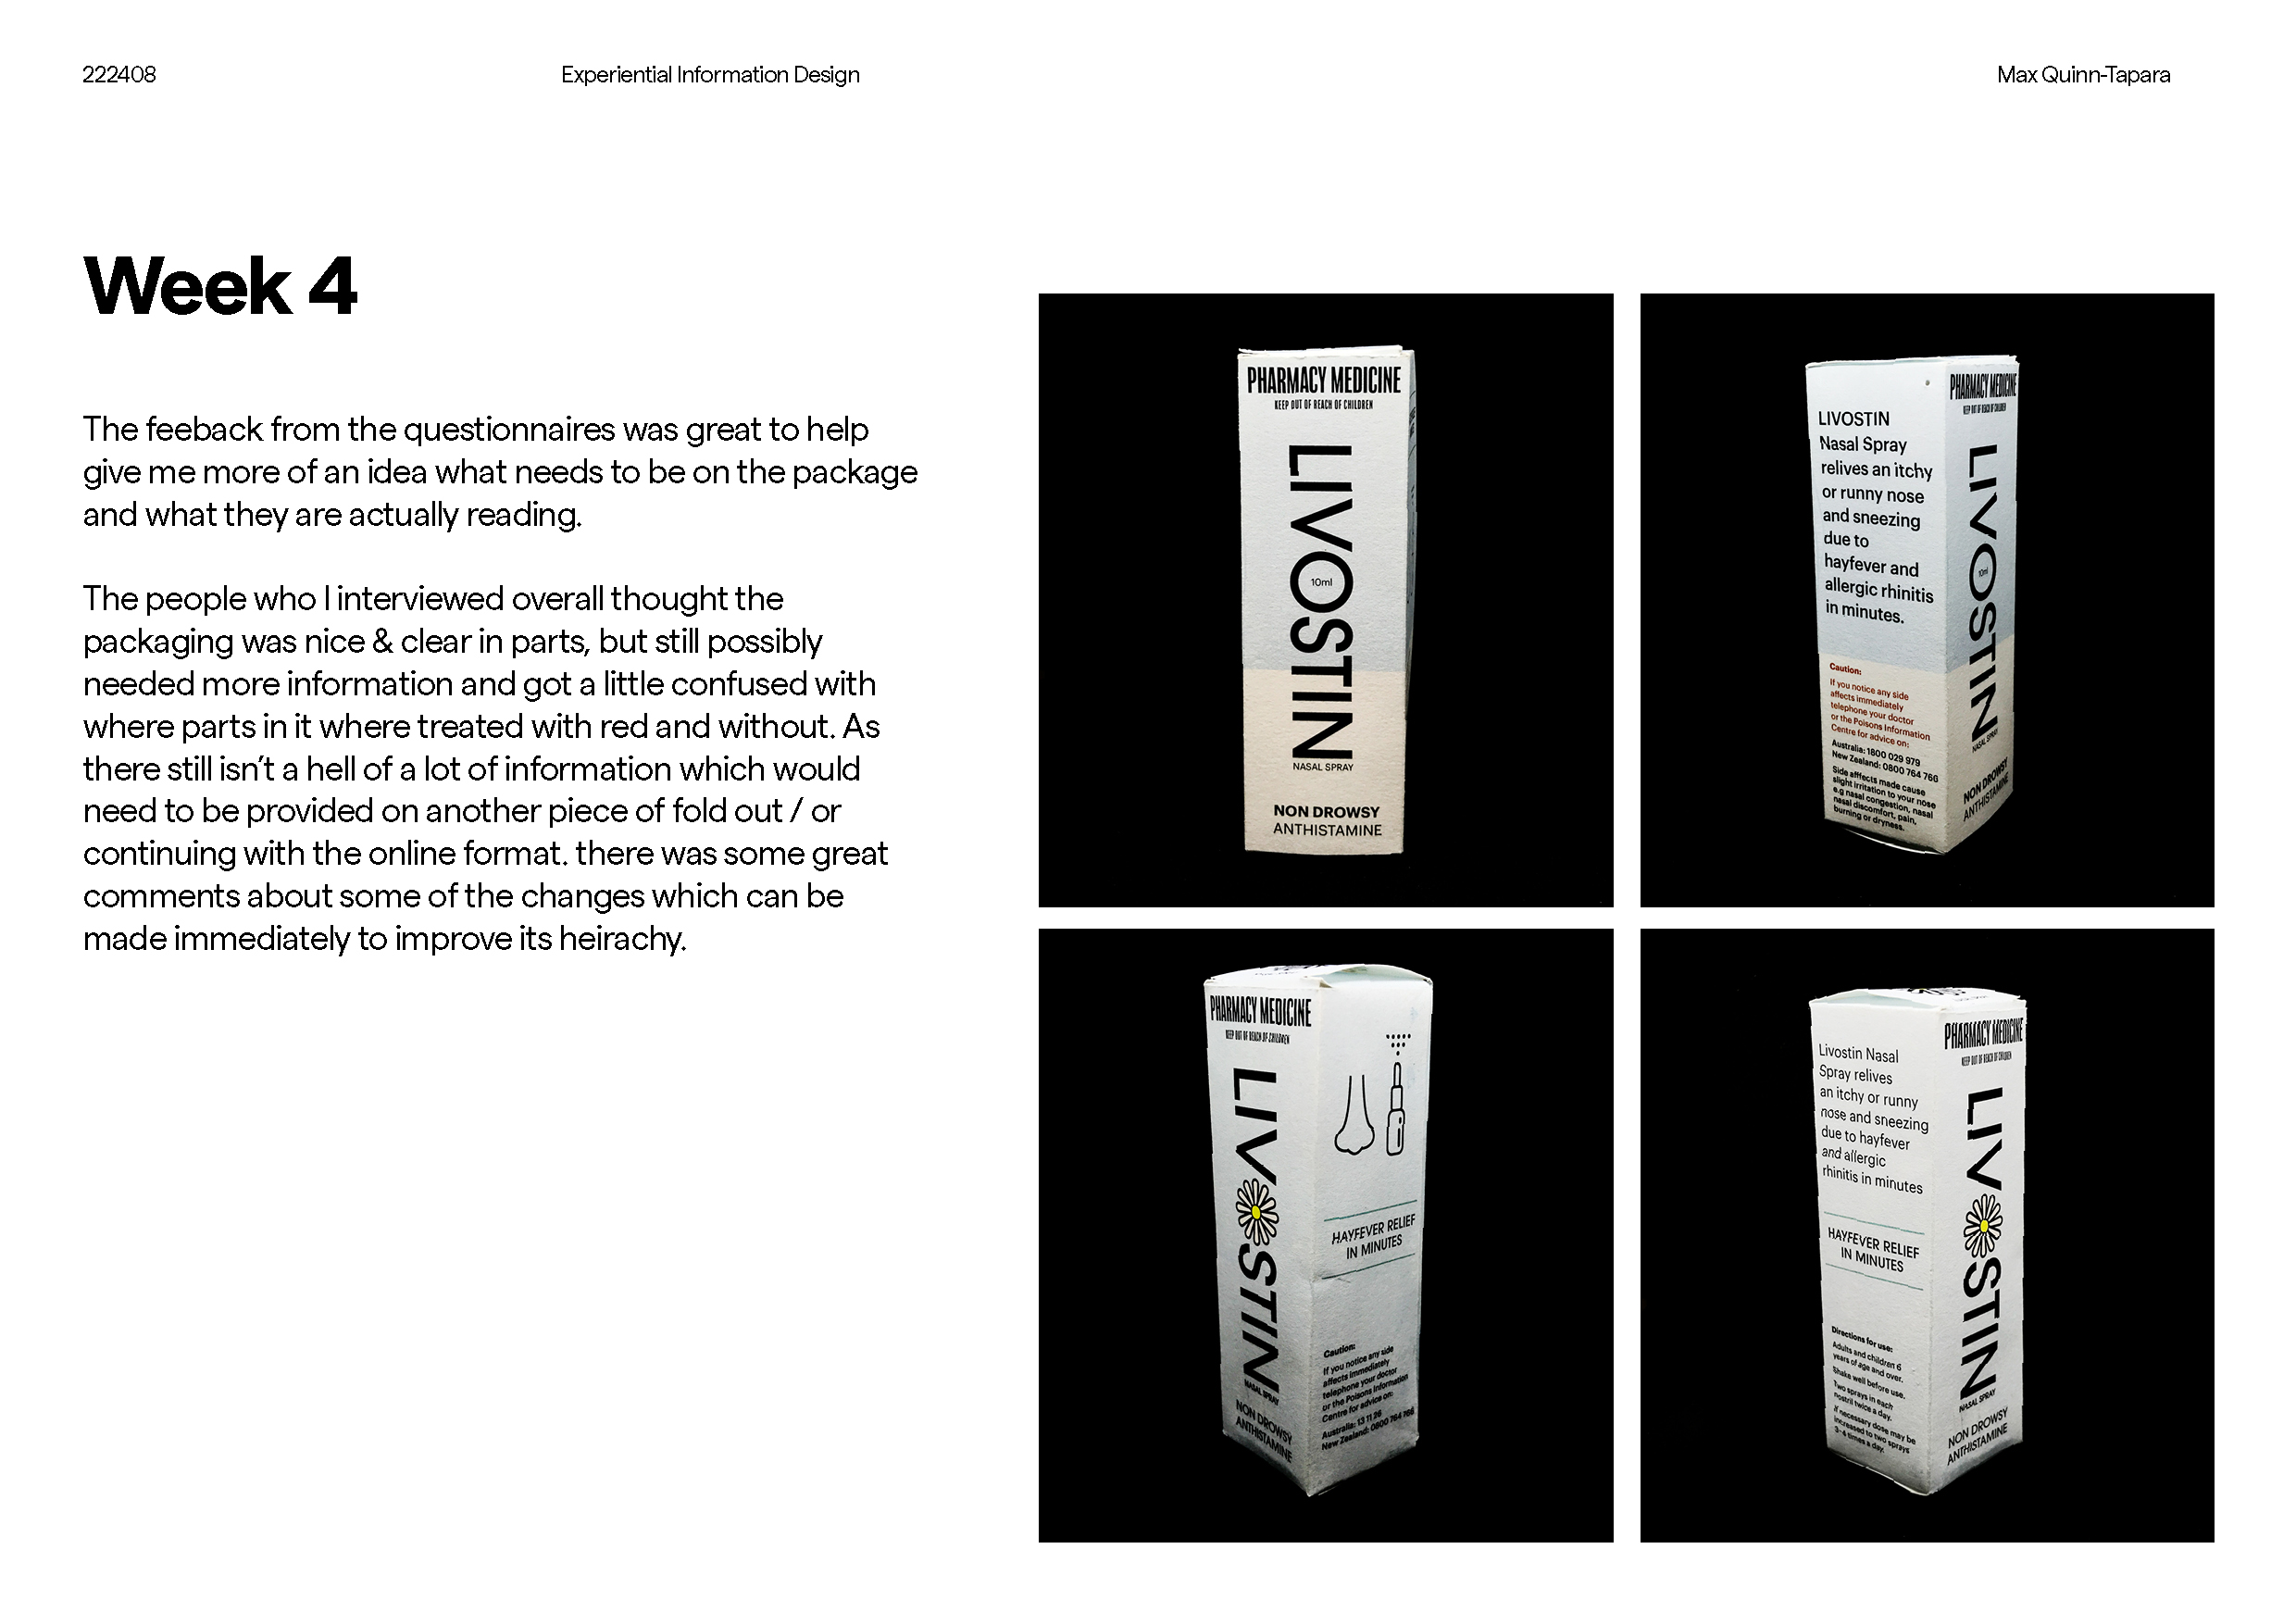 222408
Experiential Information Design
Max Quinn-Tapara
Week 4
The feeback from the questionnaires was great to help
give me more of an idea what needs to be on the package
and what they are actually reading.
The people who I interviewed overall thought the
packaging was nice & clear in parts, but still possibly
needed more information and got a little confused with
where parts in it where treated with red and without. As
there still isn't a hell of a lot of information which would
need to be provided on another piece of fold out / or
continuing with the online format. there was some great
comments about some of the changes which can be
made immediately to improve its heirachy.
PHARMACY MEDICINE
KEEP OUT OF REACH OF CHILDREN
LIVOSTIN
10ml
NASAL SPRAY
NON DROWSY
ANTHISTAMINE
LIVOSTIN
Nasal Spray
relives an itchy
or runny nose
and sneezing
due to
hayfever and
allergic rhinitis
in minutes.
Caution:
If you notice any side
affects immediately
telephone your doctor
or the Poisons Information
Centre for advice on:
Australia: 1800 029 979
New Zealand: 0800 764 766
Side afffects made cause
slight irritation to your nose
e.g nasal congestion, nasal
nasal discomfort, pain,
burning or dryness.
PHARMACY MEDICINE
KEEP OUT OF REACH OF CHILDREN
LIVOSTIN
10ml
NASAL SPRAY
NON DROWSY
ANTHISTAMINE
PHARMACY MEDICINE
KEEP OUT OF REACH OF CHILDREN
LIV STIN
NASAL SPRAY
NON DROWSY
ANTHISTAMINE
HAYFEVER RELIEF
IN MINUTES
Caution:
If you notice any side
affects immediately
telephone your doctor
or the Poisons Information
Centre for advice on:
Australia: 13 11 26
New Zealand: 0800 764 766
Livostin Nasal
Spray relives
an itchy or runny
nose and sneezing
due to hayfever
and allergic
rhinitis in minutes
HAYFEVER RELIEF
IN MINUTES
Directions for use:
Adults and children 6
years of age and over.
Shake well before use.
Two sprays in each
nostril twice a day.
If necessary dose may be
increased to two sprays
3-4 times a day.
PHARMACY MEDICINE
KEEP OUT OF REACH OF CHILDREN
LIV STIN
NASAL SPRAY
NON DROWSY
ANTHISTAMINE